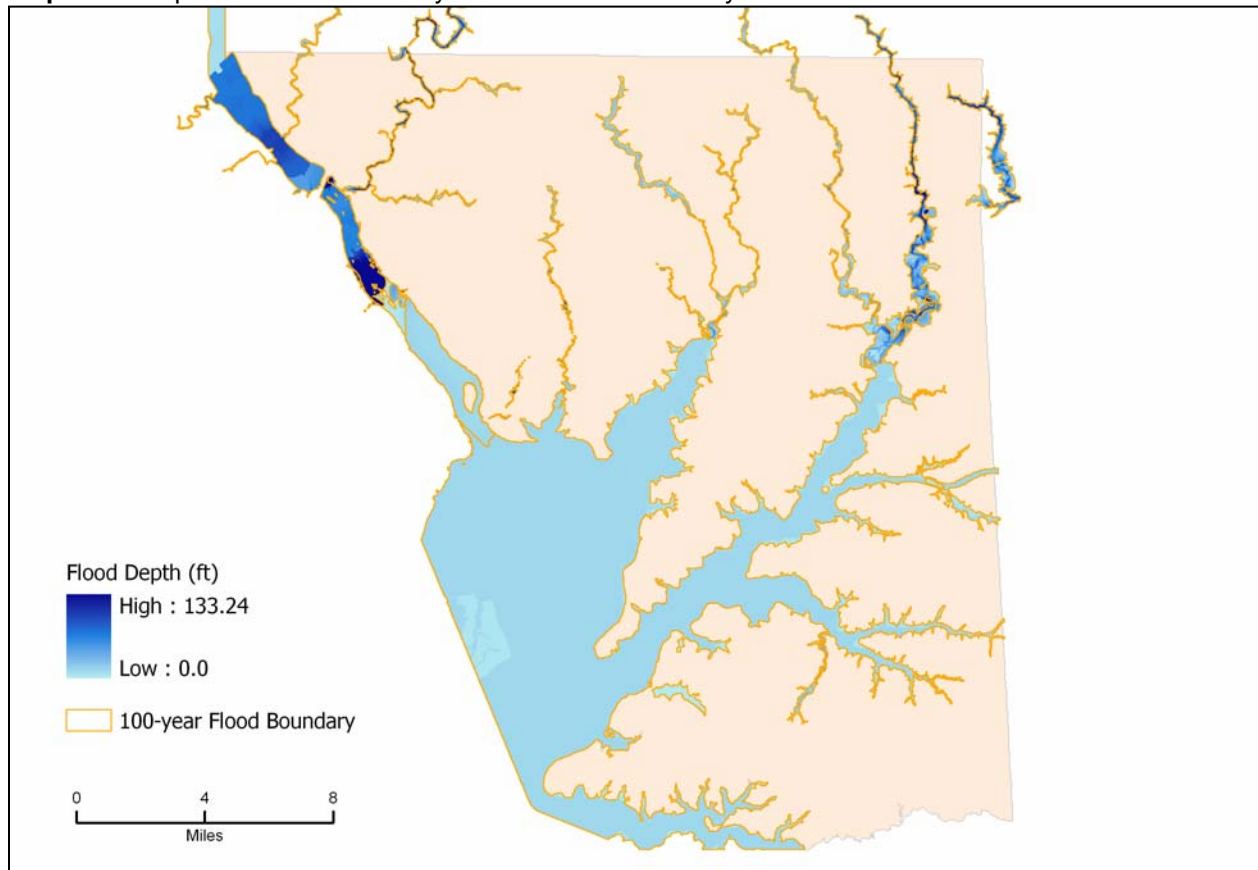 Flood Depth (ft)
High : 133.24
Low : 0.0
100-year Flood Boundary
0 4 8
Miles